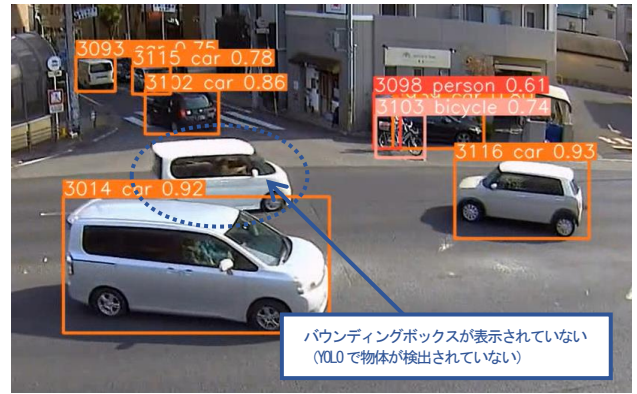 3093 car 0.75
3115 car 0.78
3102 car 0.86
3098 person 0.61
3103 bicycle 0.74
3116 car 0.93
3014 car 0.92
バウンディングボックスが表示されていない
(YOLOで物体が検出されていない)